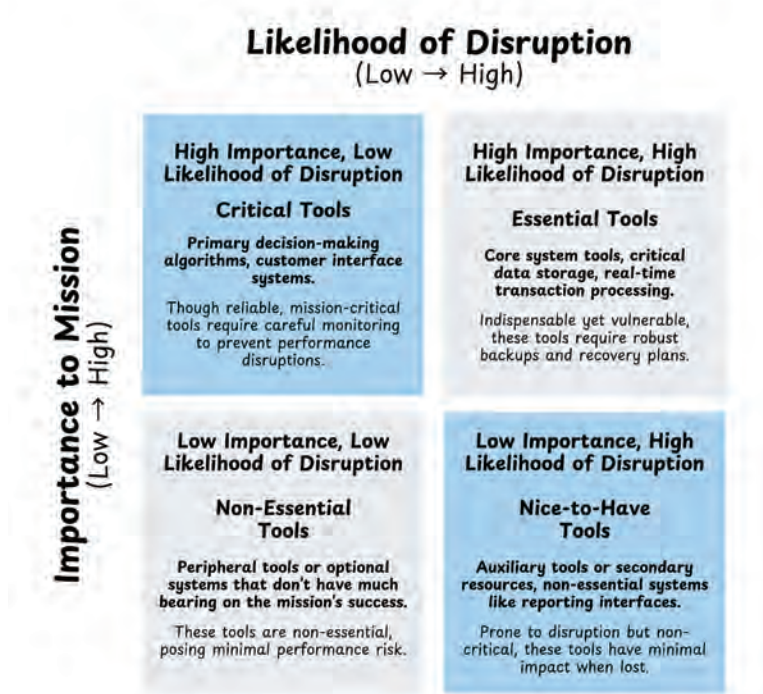 Likelihood of Disruption
(Low → High)
Importance to Mission
(Low → High)
High Importance, Low
Likelihood of Disruption
Critical Tools
Primary decision-making
algorithms, customer interface
systems.
Though reliable, mission-critical
tools require careful monitoring
to prevent performance
disruptions.
High Importance, High
Likelihood of Disruption
Essential Tools
Core system tools, critical
data storage, real-time
transaction processing.
Indispensable yet vulnerable,
these tools require robust
backups and recovery plans.
Low Importance, Low
Likelihood of Disruption
Non-Essential
Tools
Peripheral tools or optional
systems that don't have much
bearing on the mission's success.
These tools are non-essential,
posing minimal performance risk.
Low Importance, High
Likelihood of Disruption
Nice-to-Have
Tools
Auxiliary tools or secondary
resources, non-essential systems
like reporting interfaces.
Prone to disruption but non-
critical, these tools have minimal
impact when lost.